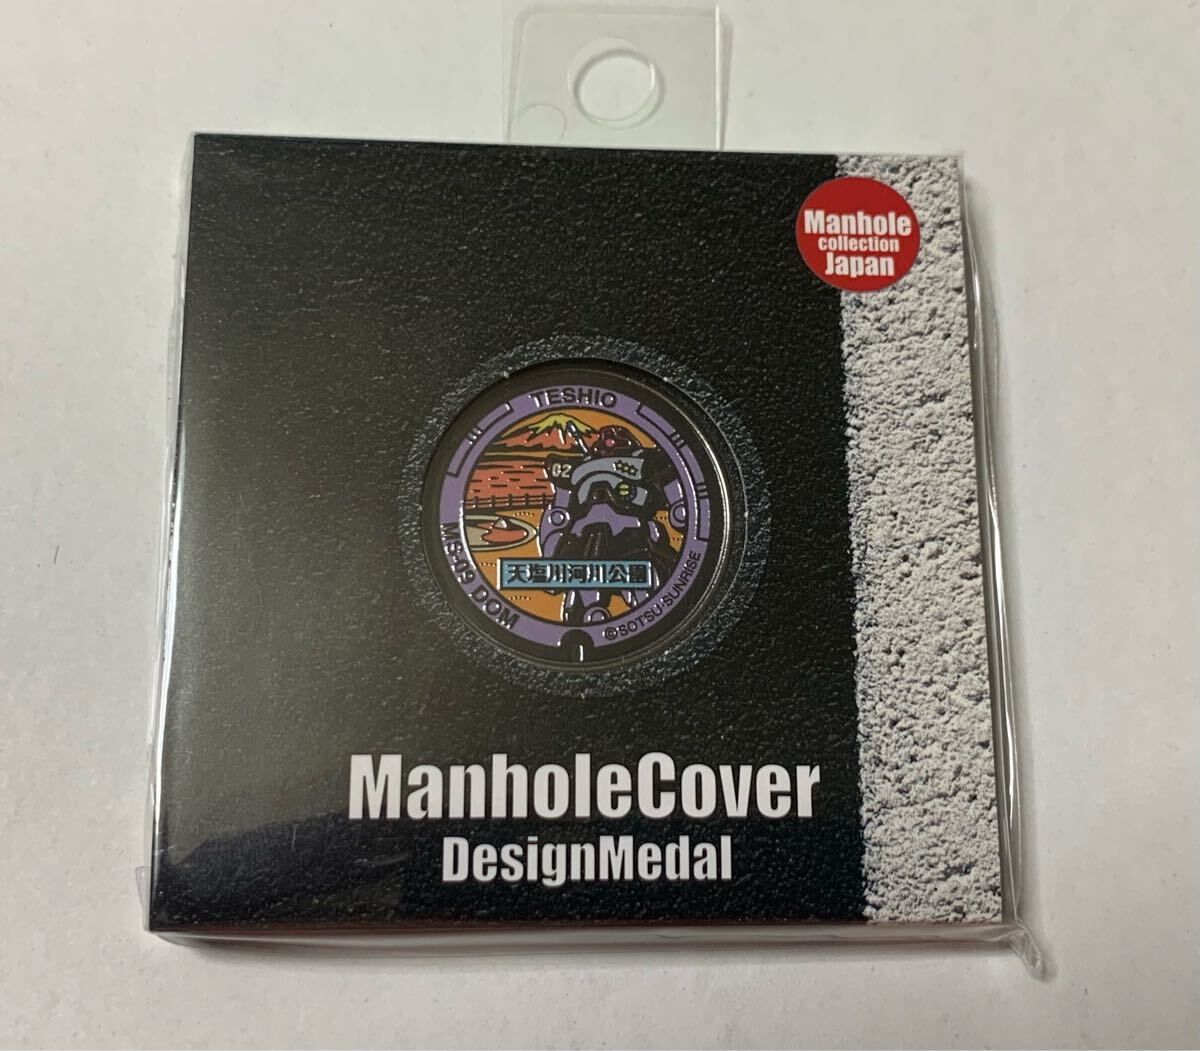 Manhole
collection
Japan
TESHIO
02
MS-09 DOM
天塩川河川公園
©SOTSU・SUNRISE
ManholeCover
DesignMedal